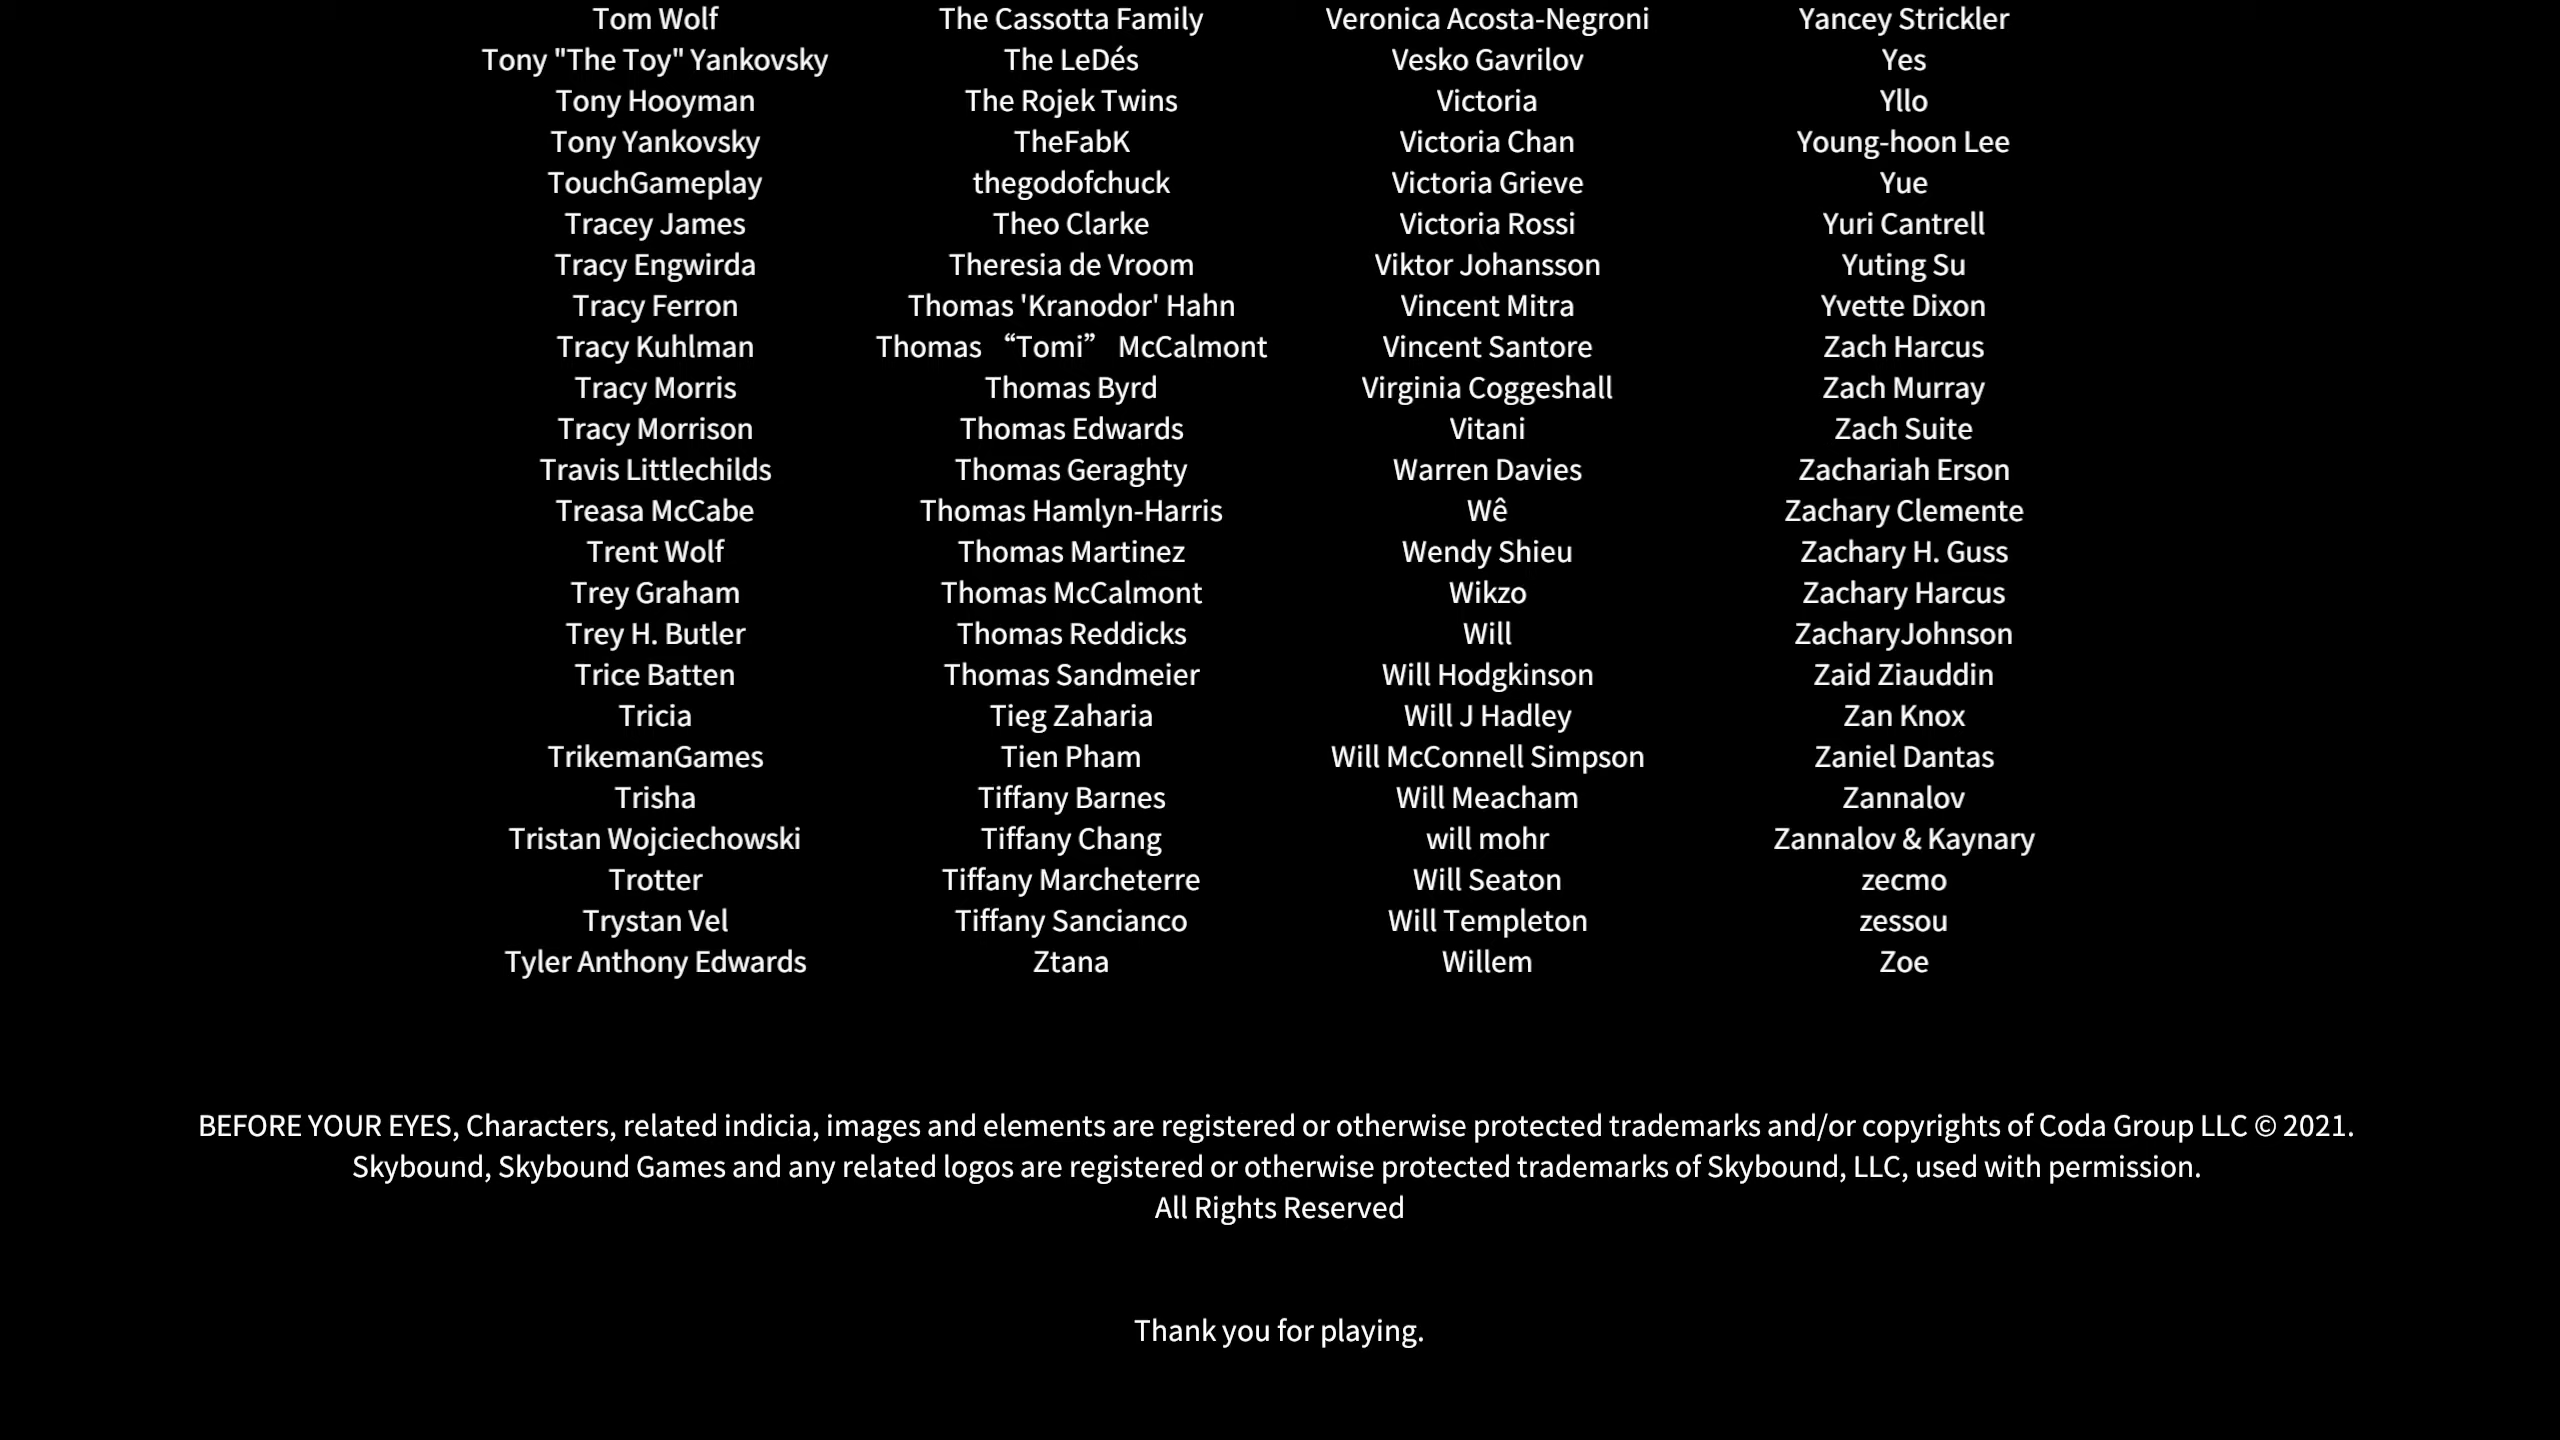 Tom Wolf The Cassotta Family Veronica Acosta-Negroni Yancey Strickler
Tony "The Toy" Yankovsky The LeDés Vesko Gavrilov Yes
Tony Hooyman The Rojek Twins Victoria Yllo
Tony Yankovsky TheFabK Victoria Chan Young-hoon Lee
TouchGameplay thegodofchuck Victoria Grieve Yue
Tracey James Theo Clarke Victoria Rossi Yuri Cantrell
Tracy Engwirda Theresia de Vroom Viktor Johansson Yuting Su
Tracy Ferron Thomas 'Kranodor' Hahn Vincent Mitra Yvette Dixon
Tracy Kuhlman Thomas “Tomi” McCalmont Vincent Santore Zach Harcus
Tracy Morris Thomas Byrd Virginia Coggeshall Zach Murray
Tracy Morrison Thomas Edwards Vitani Zach Suite
Travis Littlechilds Thomas Geraghty Warren Davies Zachariah Erson
Treasa McCabe Thomas Hamlyn-Harris Wê Zachary Clemente
Trent Wolf Thomas Martinez Wendy Shieu Zachary H. Guss
Trey Graham Thomas McCalmont Wikzo Zachary Harcus
Trey H. Butler Thomas Reddicks Will ZacharyJohnson
Trice Batten Thomas Sandmeier Will Hodgkinson Zaid Ziauddin
Tricia Tieg Zaharia Will J Hadley Zan Knox
TrikemanGames Tien Pham Will McConnell Simpson Zaniel Dantas
Trisha Tiffany Barnes Will Meacham Zannalov
Tristan Wojciechowski Tiffany Chang will mohr Zannalov & Kaynary
Trotter Tiffany Marcheterre Will Seaton zecmo
Trystan Vel Tiffany Sancianco Will Templeton zessou
Tyler Anthony Edwards Ztana Willem Zoe
BEFORE YOUR EYES, Characters, related indicia, images and elements are registered or otherwise protected trademarks and/or copyrights of Coda Group LLC © 2021.
Skybound, Skybound Games and any related logos are registered or otherwise protected trademarks of Skybound, LLC, used with permission.
All Rights Reserved
Thank you for playing.